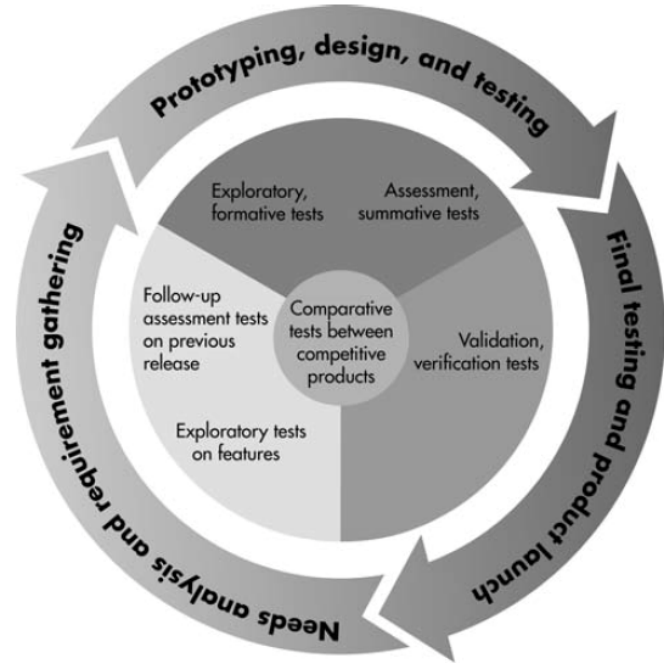 Prototyping, design, and testing
Final testing and product launch
Needs analysis and requirement gathering
Exploratory,
formative tests
Assessment,
summative tests
Follow-up
assessment tests
on previous
release
Comparative
tests between
competitive
products
Validation,
verification tests
Exploratory tests
on features